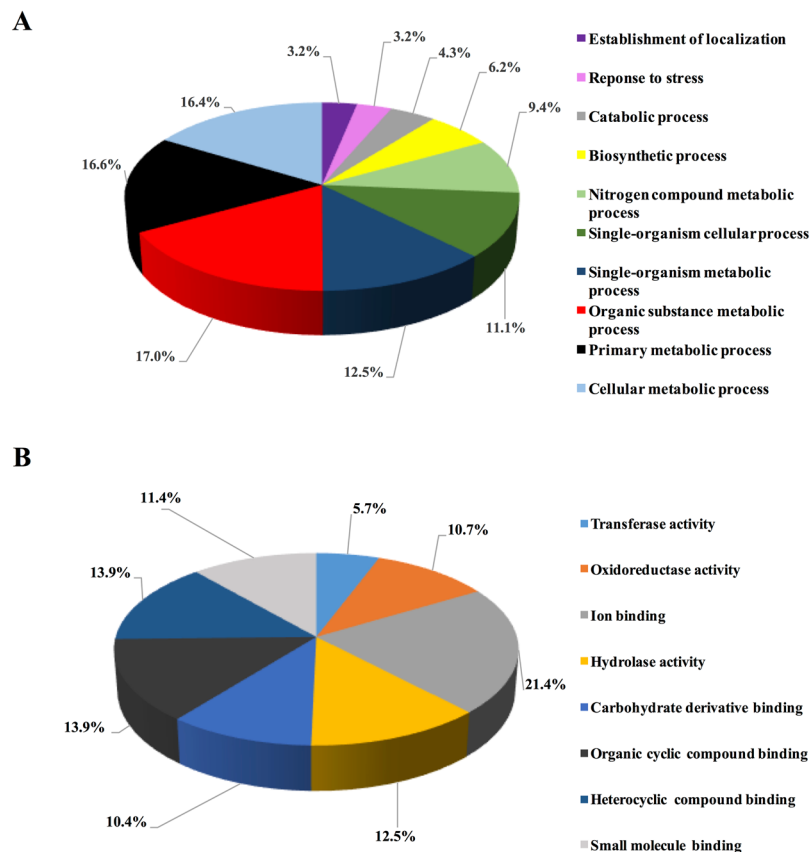 A
3.2%
3.2%
4.3%
6.2%
9.4%
11.1%
12.5%
17.0%
16.6%
16.4%
Establishment of localization
Reponse to stress
Catabolic process
Biosynthetic process
Nitrogen compound metabolic
process
Single-organism cellular process
Single-organism metabolic
process
Organic substance metabolic
process
Primary metabolic process
Cellular metabolic process
B
5.7%
10.7%
21.4%
12.5%
10.4%
13.9%
13.9%
11.4%
Transferase activity
Oxidoreductase activity
Ion binding
Hydrolase activity
Carbohydrate derivative binding
Organic cyclic compound binding
Heterocyclic compound binding
Small molecule binding